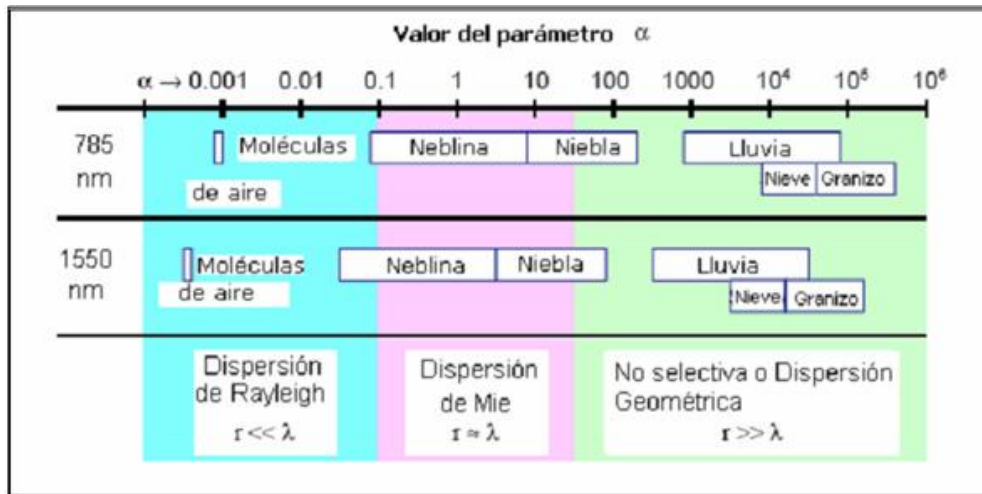 Valor del parámetro α
α → 0.001 0.01 0.1 1 10 100 1000 10⁴ 10⁵ 10⁶
785 nm
Moléculas de aire
Neblina
Niebla
Lluvia
Nieve
Granizo
1550 nm
Moléculas de aire
Neblina
Niebla
Lluvia
Nieve
Granizo
Dispersión
de Rayleigh
r << λ
Dispersión
de Mie
r ≈ λ
No selectiva o Dispersión
Geométrica
r >> λ